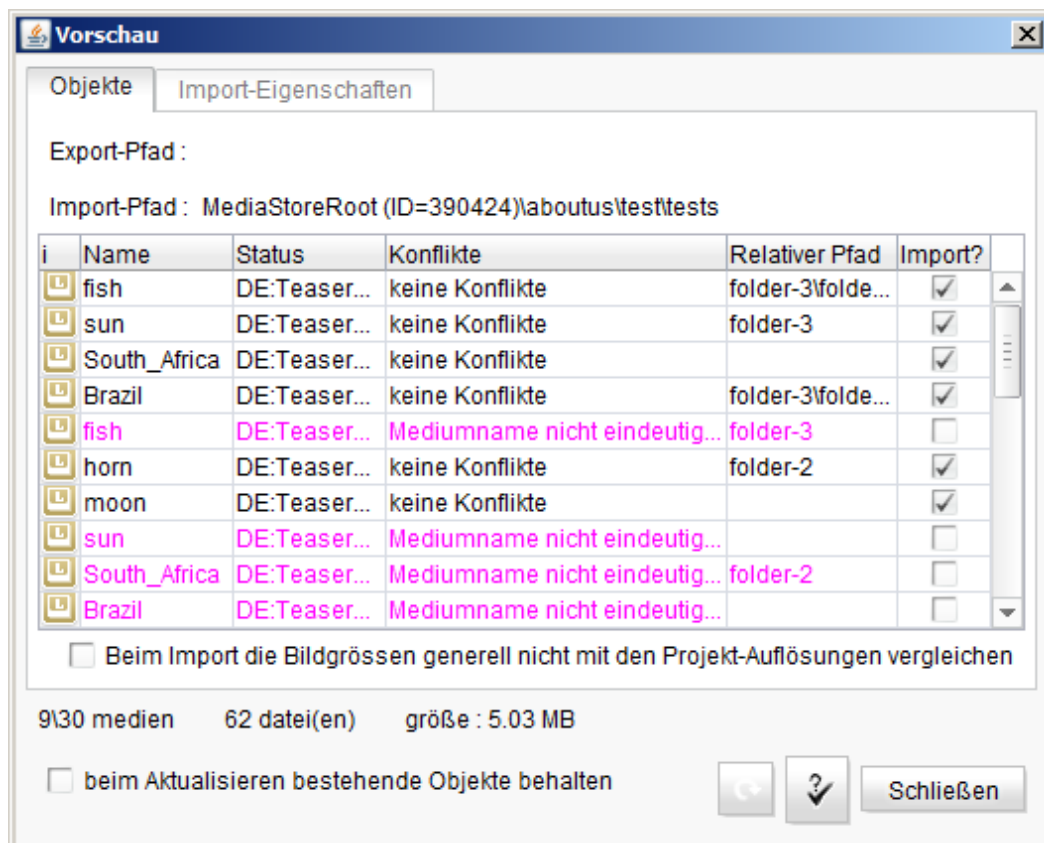 Vorschau
Objekte Import-Eigenschaften
Export-Pfad :
Import-Pfad : MediaStoreRoot (ID=390424)\aboutus\test\tests
i Name Status Konflikte Relativer Pfad Import?
fish DE:Teaser... keine Konflikte folder-3\folde...
sun DE:Teaser... keine Konflikte folder-3
South_Africa DE:Teaser... keine Konflikte
Brazil DE:Teaser... keine Konflikte folder-3\folde...
fish DE:Teaser... Mediumname nicht eindeutig... folder-3
horn DE:Teaser... keine Konflikte folder-2
moon DE:Teaser... keine Konflikte
sun DE:Teaser... Mediumname nicht eindeutig...
South_Africa DE:Teaser... Mediumname nicht eindeutig... folder-2
Brazil DE:Teaser... Mediumname nicht eindeutig...
Beim Import die Bildgrössen generell nicht mit den Projekt-Auflösungen vergleichen
9\30 medien 62 datei(en) größe : 5.03 MB
beim Aktualisieren bestehende Objekte behalten
Schließen